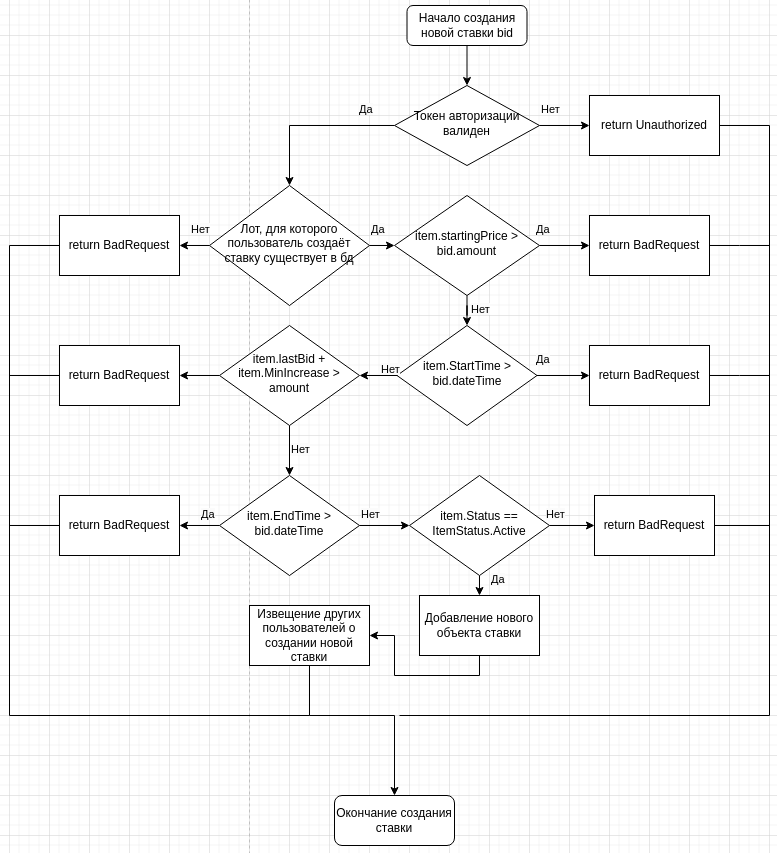 Начало создания
новой ставки bid
Да
Токен авторизации
валиден
Нет
return Unauthorized
return BadRequest
Нет
Лот, для которого
пользователь создаёт
ставку существует в бд
Да
item.startingPrice >
bid.amount
Да
return BadRequest
Нет
return BadRequest
item.lastBid +
item.MinIncrease >
amount
Нет
item.StartTime >
bid.dateTime
Да
return BadRequest
Нет
return BadRequest
Да
item.EndTime >
bid.dateTime
Нет
item.Status ==
ItemStatus.Active
Нет
return BadRequest
Да
Извещение других
пользователей о
создании новой
ставки
Добавление нового
объекта ставки
Окончание создания
ставки